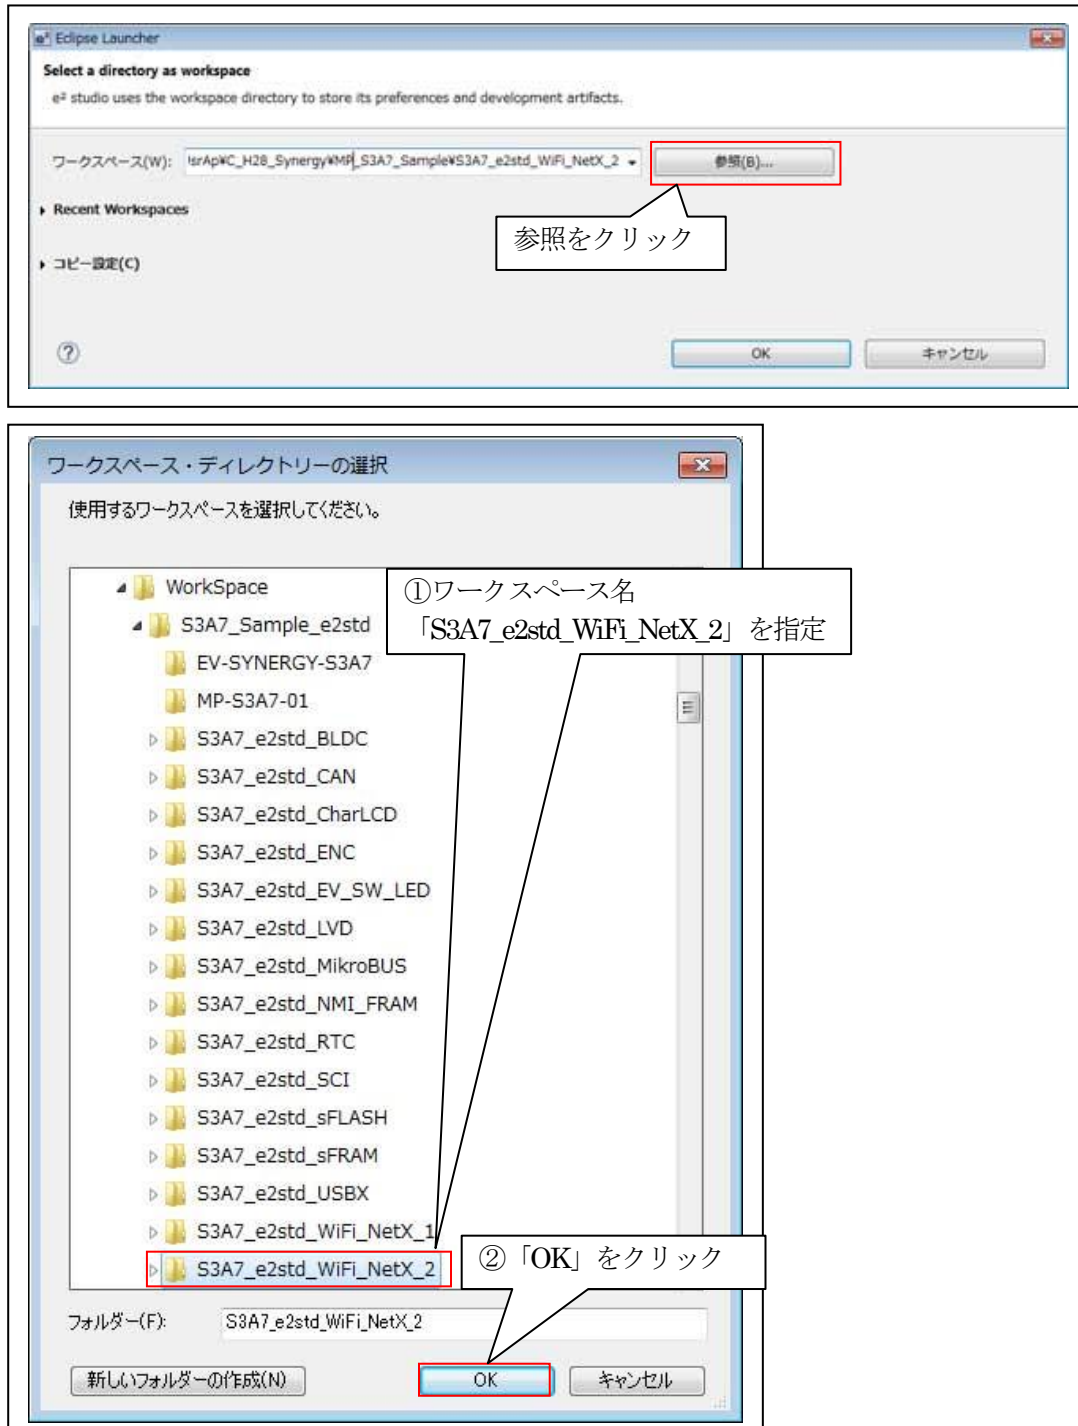 e² Eclipse Launcher
Select a directory as workspace
e² studio uses the workspace directory to store its preferences and development artifacts.
ワークスペース(W): \srAp¥C_H28_Synergy¥MP_S3A7_Sample¥S3A7_e2std_WiFi_NetX_2 参照(B)...
Recent Workspaces
参照をクリック
コピー設定(C)
OK キャンセル
ワークスペース・ディレクトリーの選択
使用するワークスペースを選択してください。
WorkSpace
①ワークスペース名
S3A7_Sample_e2std
「S3A7_e2std_WiFi_NetX_2」を指定
EV-SYNERGY-S3A7
MP-S3A7-01
S3A7_e2std_BLDC
S3A7_e2std_CAN
S3A7_e2std_CharLCD
S3A7_e2std_ENC
S3A7_e2std_EV_SW_LED
S3A7_e2std_LVD
S3A7_e2std_MikroBUS
S3A7_e2std_NMI_FRAM
S3A7_e2std_RTC
S3A7_e2std_SCI
S3A7_e2std_sFLASH
S3A7_e2std_sFRAM
S3A7_e2std_USBX
S3A7_e2std_WiFi_NetX_1
S3A7_e2std_WiFi_NetX_2
②「OK」をクリック
フォルダー(F): S3A7_e2std_WiFi_NetX_2
新しいフォルダーの作成(N) OK キャンセル